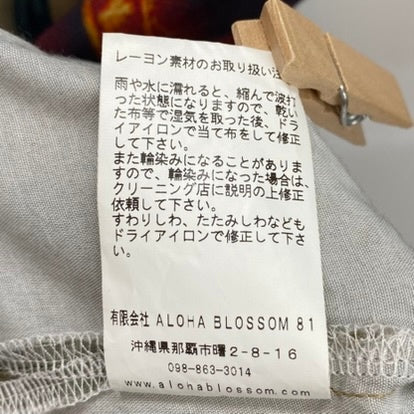 レーヨン素材のお取り扱い注
雨や水に濡れると、縮んで波打
った状態になりますので、乾い
た布等で湿気を取った後、ドラ
イアイロンで当て布をして修正
して下さい。
また輪染みになることがありま
すので、輪染みになった場合は、
クリーニング店に説明の上修正
依頼して下さい。
すわりしわ、たたみしわなども
ドライアイロンで修正して下さ
い。
有限会社 ALOHA BLOSSOM 81
沖縄県那覇市曙2-8-16
098-863-3014
www.alohablossom.com